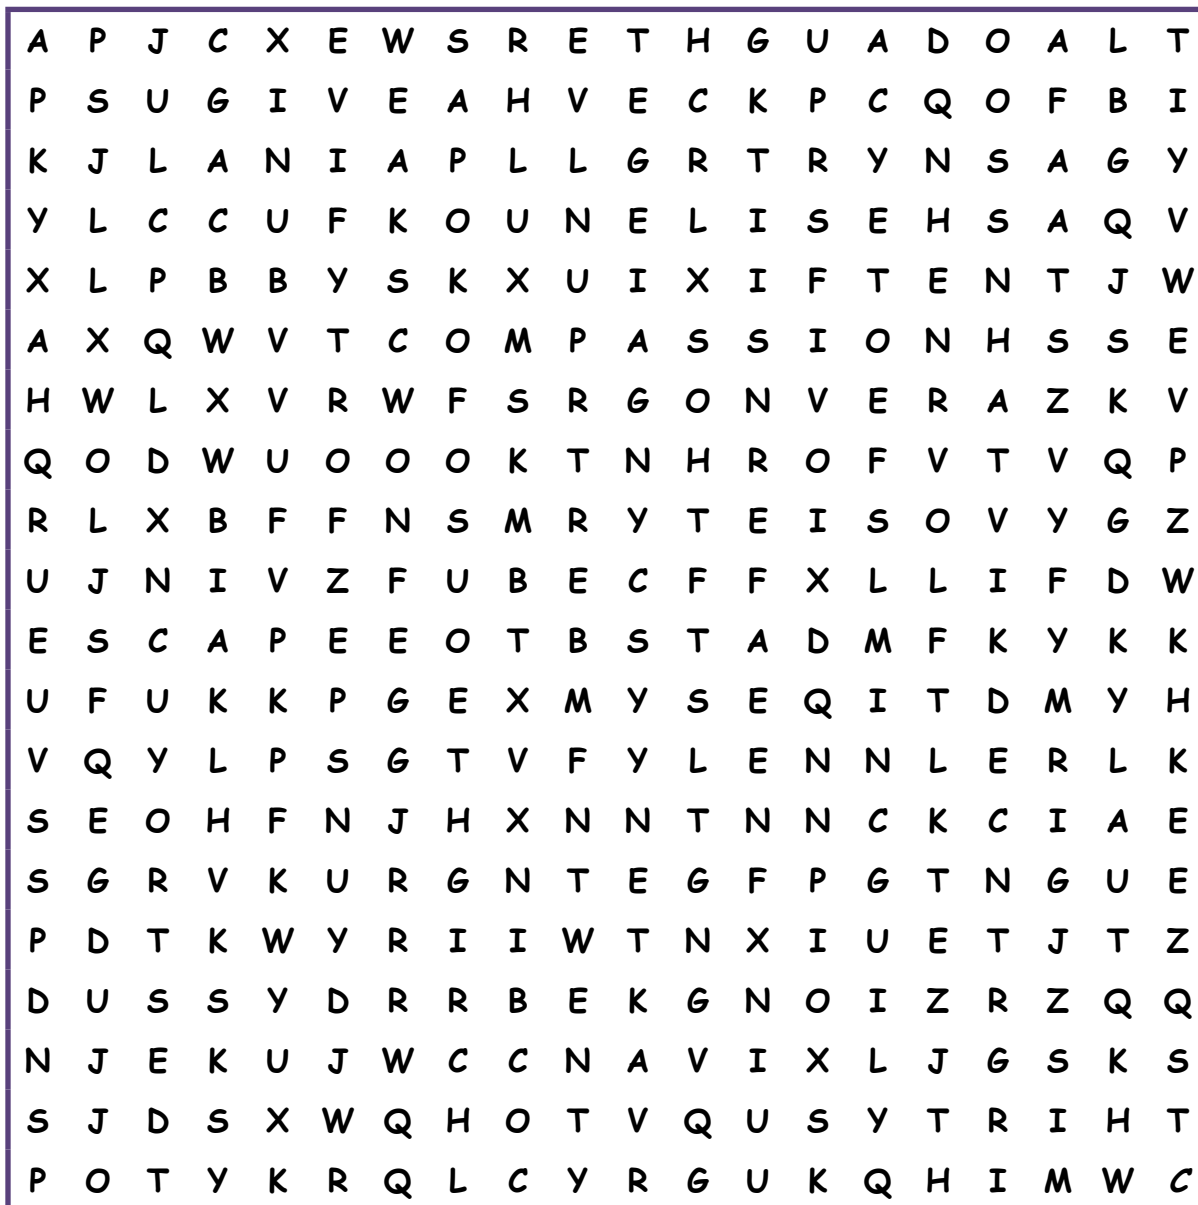 A P J C X E W S R E T H G U A D O A L T
P S U G I V E A H V E C K P C Q O F B I
K J L A N I A P L L G R T R Y N S A G Y
Y L C C U F K O U N E L I S E H S A Q V
X L P B B Y S K X U I X I F T E N T J W
A X Q W V T C O M P A S S I O N H S S E
H W L X V R W F S R G O N V E R A Z K V
Q O D W U O O O K T N H R O F V T V Q P
R L X B F F N S M R Y T E I S O V Y G Z
U J N I V Z F U B E C F F X L L I F D W
E S C A P E E O T B S T A D M F K Y K K
U F U K K P G E X M Y S E Q I T D M Y H
V Q Y L P S G T V F Y L E N N L E R L K
S E O H F N J H X N N T N N C K C I A E
S G R V K U R G N T E G F P G T N G U E
P D T K W Y R I I W T N X I U E T J T Z
D U S S Y D R R B E K G N O I Z R Z Q Q
N J E K U J W C C N A V I X L J G S K S
S J D S X W Q H O T V Q U S Y T R I H T
P O T Y K R Q L C Y R G U K Q H I M W C